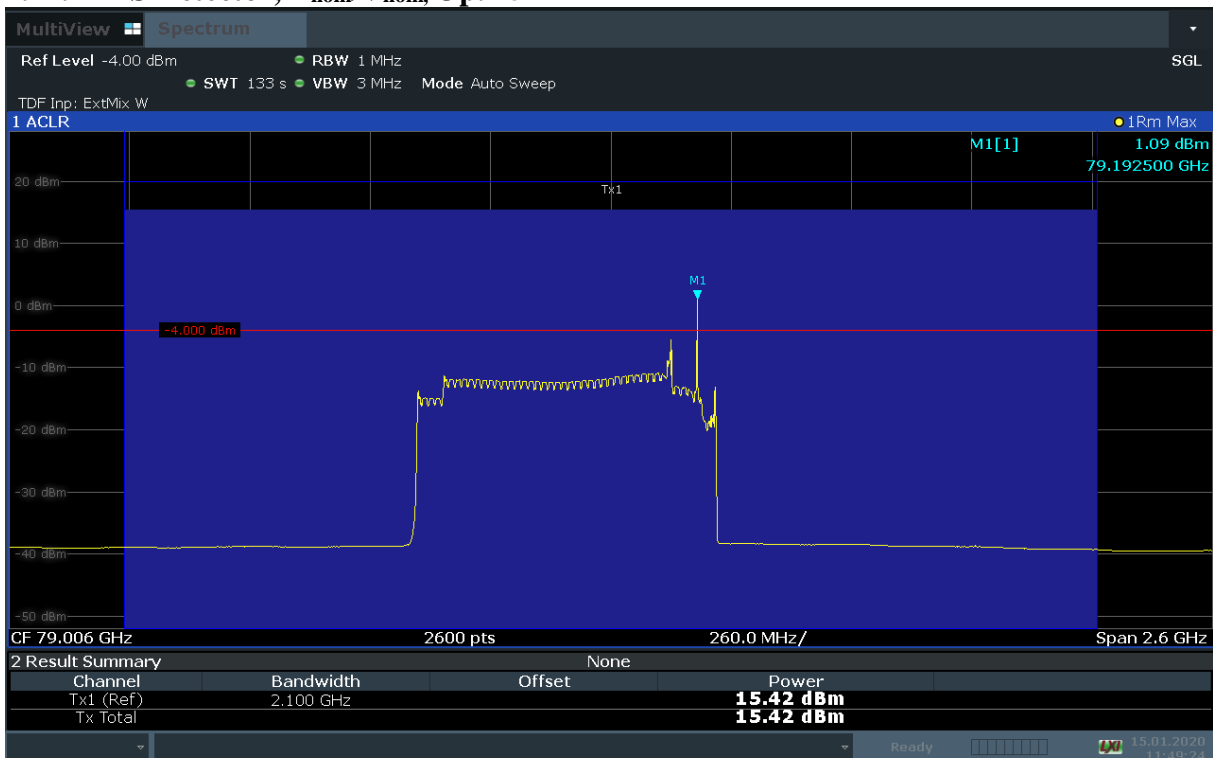 MultiView Spectrum
Ref Level -4.00 dBm RBW 1 MHz SGL
SWT 133 s VBW 3 MHz Mode Auto Sweep
TDF Inp: ExtMix W
1 ACLR 1Rm Max
M1[1] 1.09 dBm
79.192500 GHz
20 dBm
Tx1
10 dBm
M1
0 dBm
-4.000 dBm
-10 dBm
-20 dBm
-30 dBm
-40 dBm
-50 dBm
CF 79.006 GHz 2600 pts 260.0 MHz/ Span 2.6 GHz
2 Result Summary None
Channel Bandwidth Offset Power
Tx1 (Ref) 2.100 GHz 15.42 dBm
Tx Total 15.42 dBm
Ready LXI 15.01.2020
11:49:24